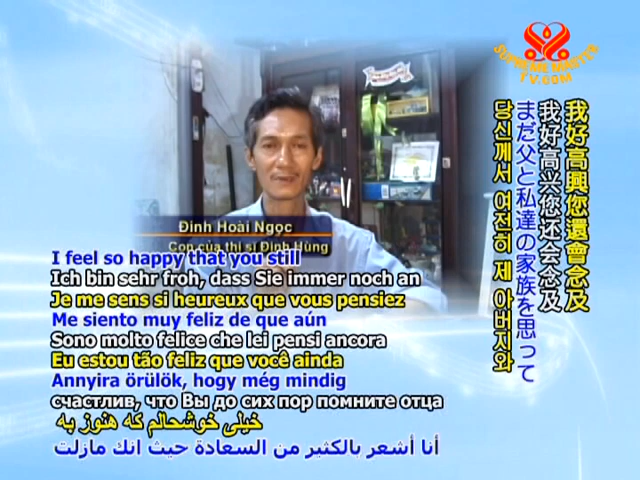 SUPREME MASTER
TV.COM
Đinh Hoài Ngọc
Con của thi sĩ Đinh Hùng
I feel so happy that you still
Ich bin sehr froh, dass Sie immer noch an
Je me sens si heureux que vous pensiez
Me siento muy feliz de que aún
Sono molto felice che lei pensi ancora
Eu estou tão feliz que você ainda
Annyira örülök, hogy még mindig
счастлив, что Вы до сих пор помните отца
خیلی خوشحالم که هنوز به
أنا أشعر بالكثير من السعادة حيث انك مازلت
我好高興您還會念及
我好高兴您还会念及
まだ父と私達の家族を思って
당신께서 여전히 제 아버지와